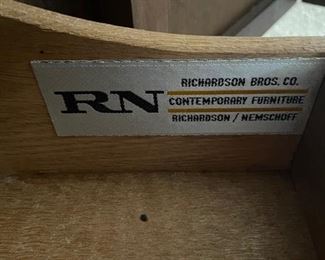 RN
RICHARDSON BROS. CO.
CONTEMPORARY FURNITURE
RICHARDSON / NEMSCHOFF